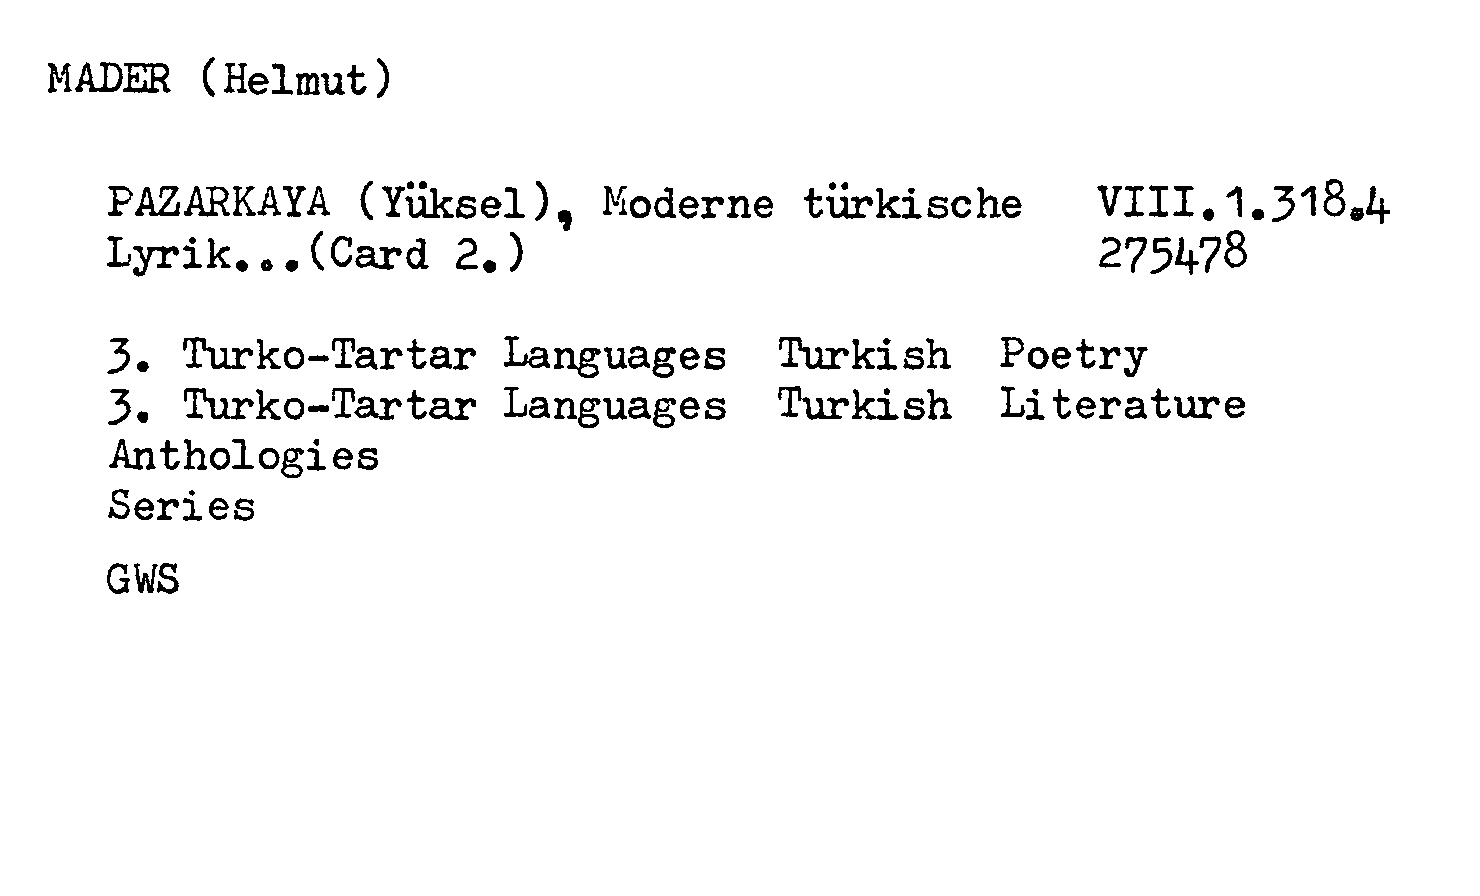 MADER (Helmut)
PAZARKAYA (Yüksel), Moderne türkische VIII.1.318.4
Lyrik...(Card 2.) 275478
3. Turko-Tartar Languages Turkish Poetry
3. Turko-Tartar Languages Turkish Literature
Anthologies
Series
GWS